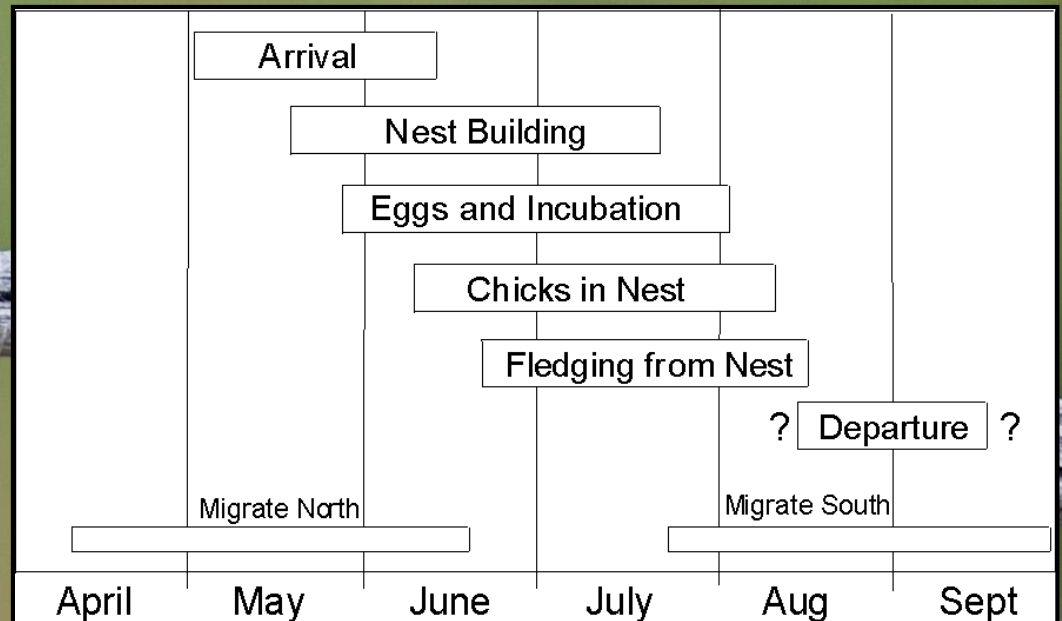 Arrival
Nest Building
Eggs and Incubation
Chicks in Nest
Fledging from Nest
? Departure ?
Migrate North Migrate South
April May June July Aug Sept